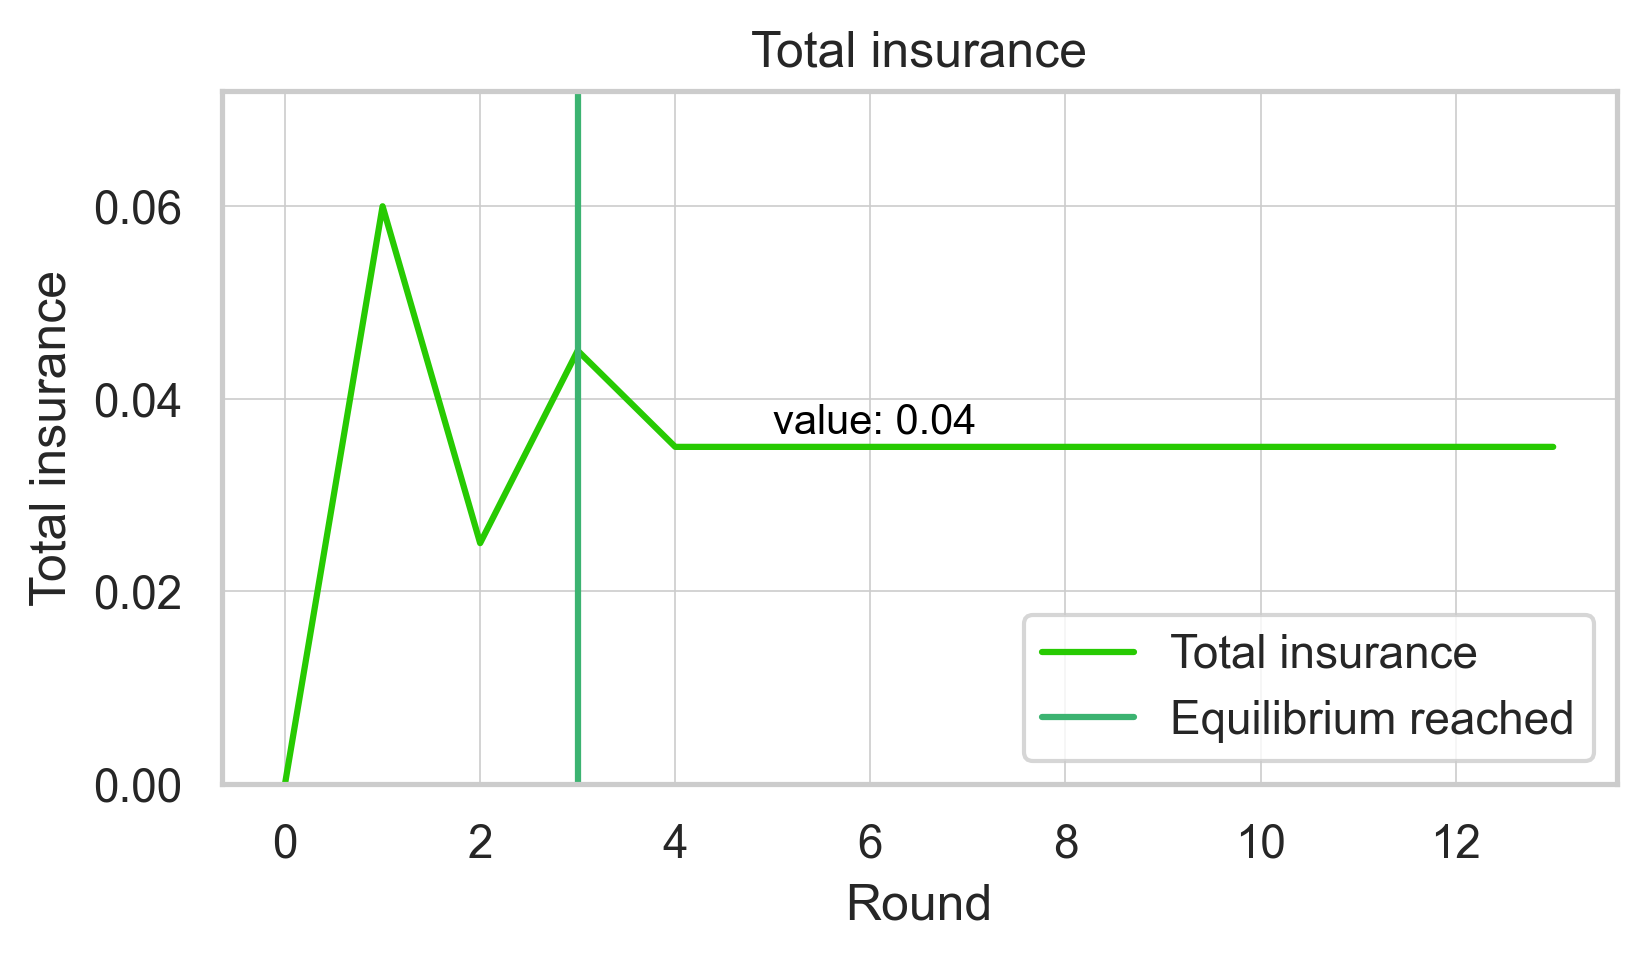 Total insurance
Total insurance
0.06
0.04
0.02
0.00
value: 0.04
Total insurance
Equilibrium reached
0 2 4 6 8 10 12
Round